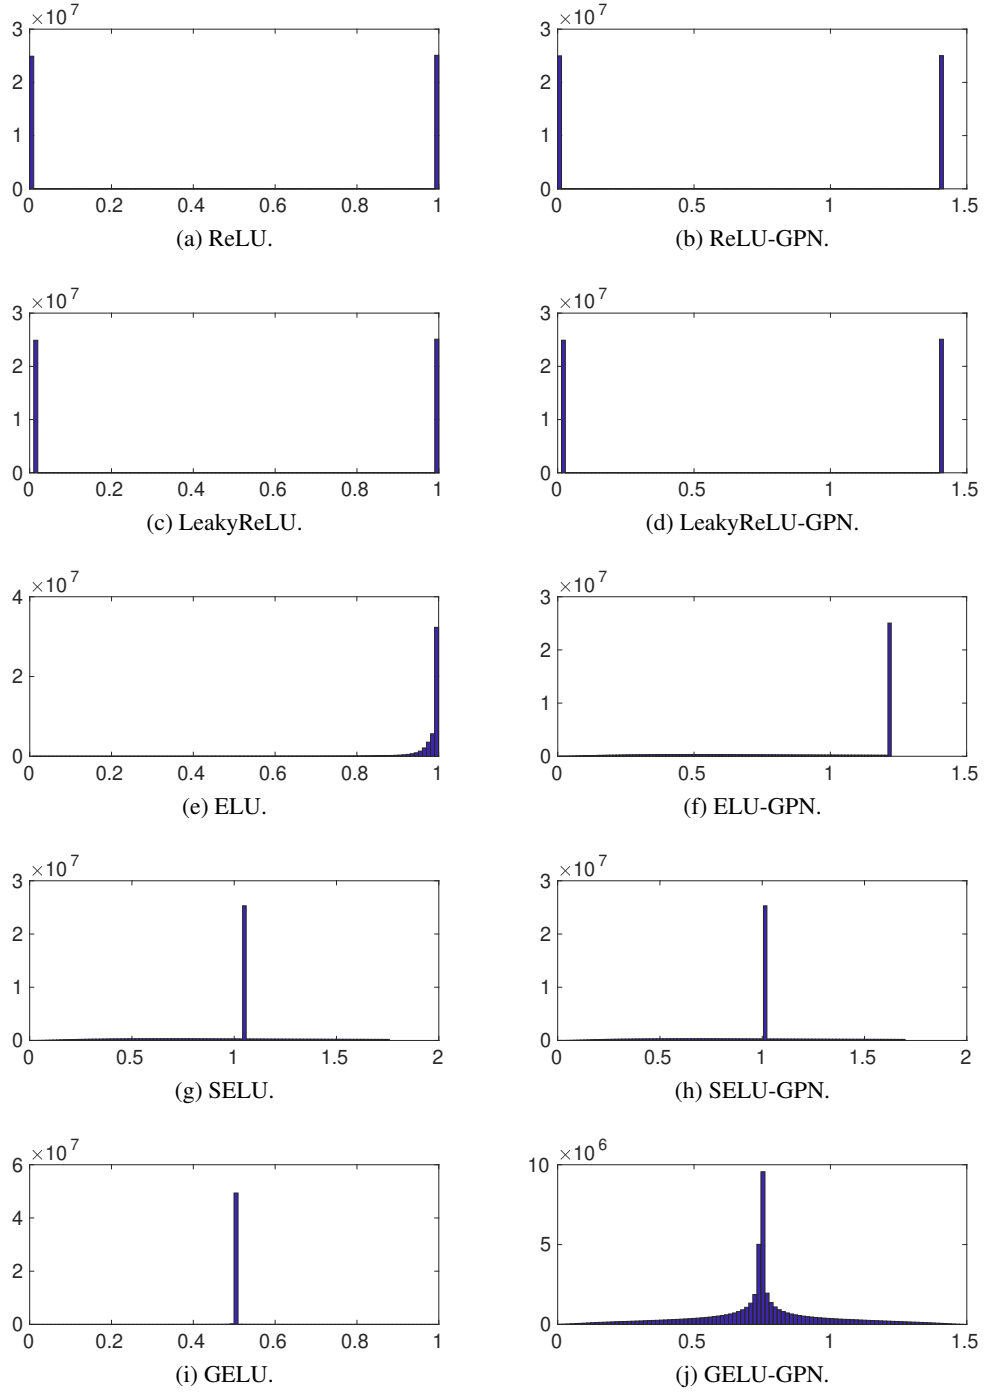 ×10 7
×10 7
3
2
1
0
0 0.2 0.4 0.6 0.8 1
3
2
1
0
0 0.5 1 1.5
(a) ReLU.
(b) ReLU-GPN.
×10 7
×10 7
3
2
1
0
0 0.2 0.4 0.6 0.8 1
3
2
1
0
0 0.5 1 1.5
(c) LeakyReLU.
(d) LeakyReLU-GPN.
×10 7
×10 7
4
2
0
0 0.2 0.4 0.6 0.8 1
3
2
1
0
0 0.5 1 1.5
(e) ELU.
(f) ELU-GPN.
×10 7
×10 7
3
2
1
0
0.5 1 1.5 2
3
2
1
0
0 0.5 1 1.5 2
(g) SELU.
(h) SELU-GPN.
×10 7
×10 6
6
4
2
0
0 0.2 0.4 0.6 0.8 1
10
5
0
0 0.5 1 1.5
(i) GELU.
(j) GELU-GPN.